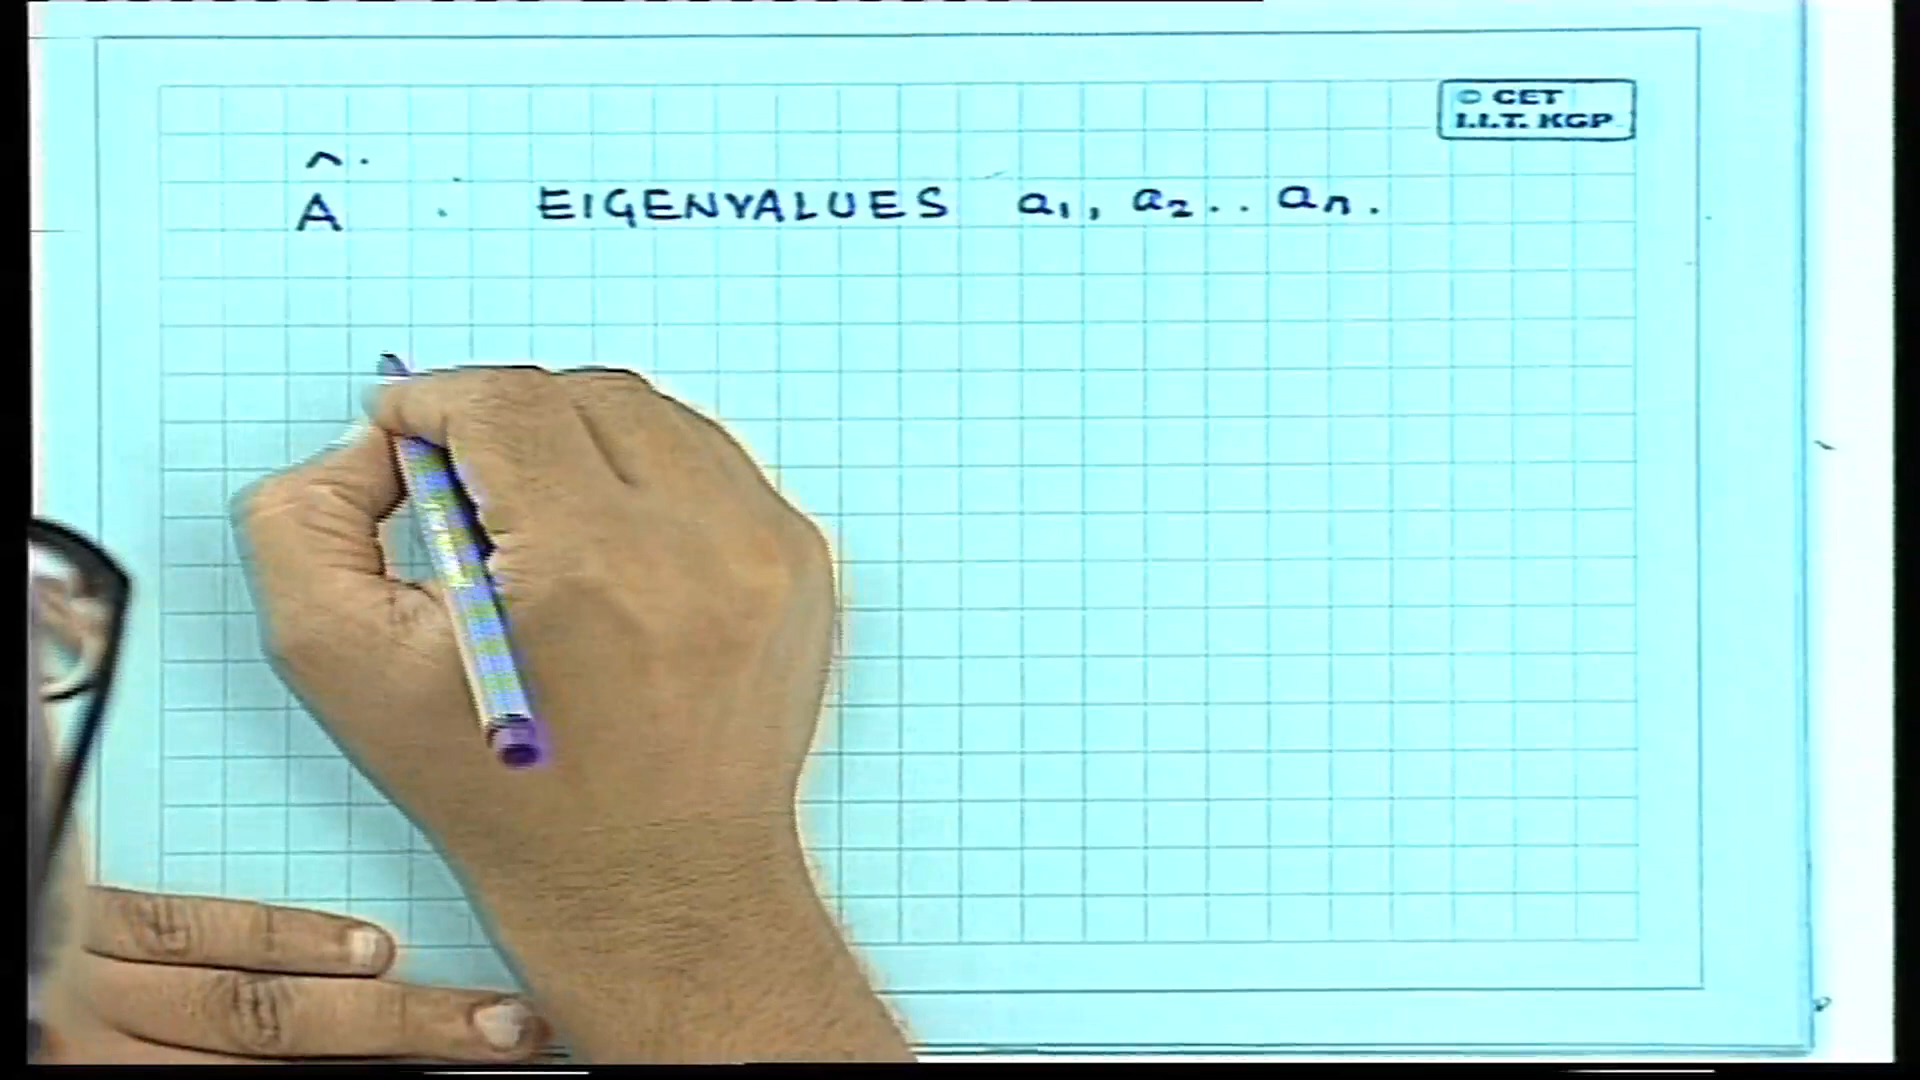 © CET
I.I.T. KGP
Â : EIGENVALUES a₁, a₂.. aₙ.